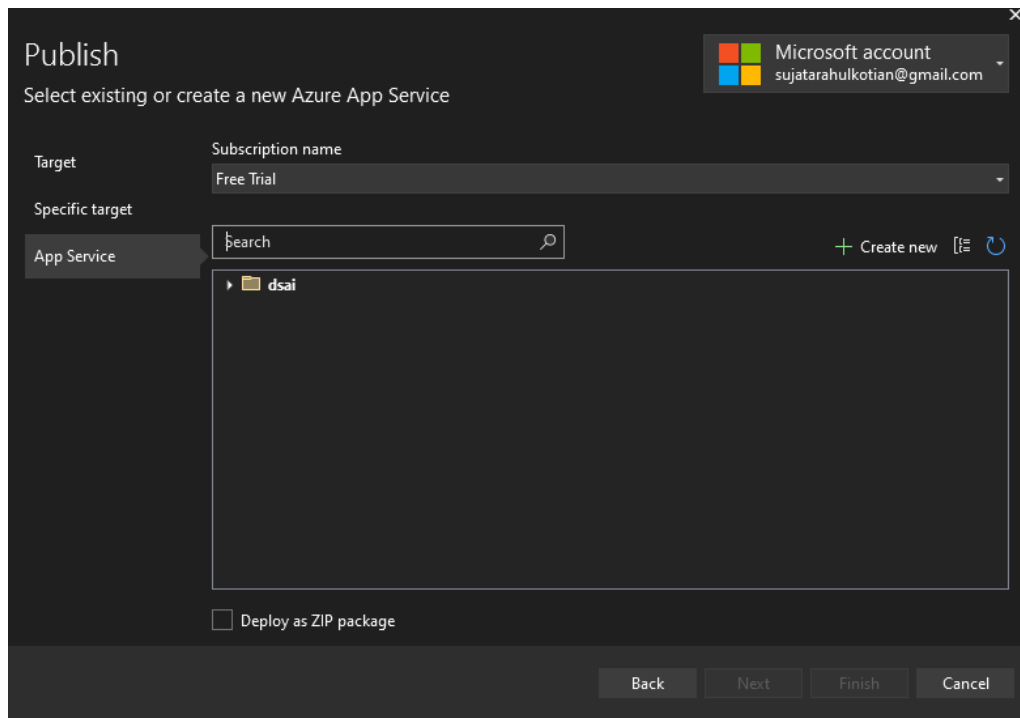 Publish
Microsoft account
sujatarahulkotian@gmail.com
Select existing or create a new Azure App Service
Target
Specific target
App Service
Subscription name
Free Trial
Search
Create new
dsai
Deploy as ZIP package
Back
Next
Finish
Cancel